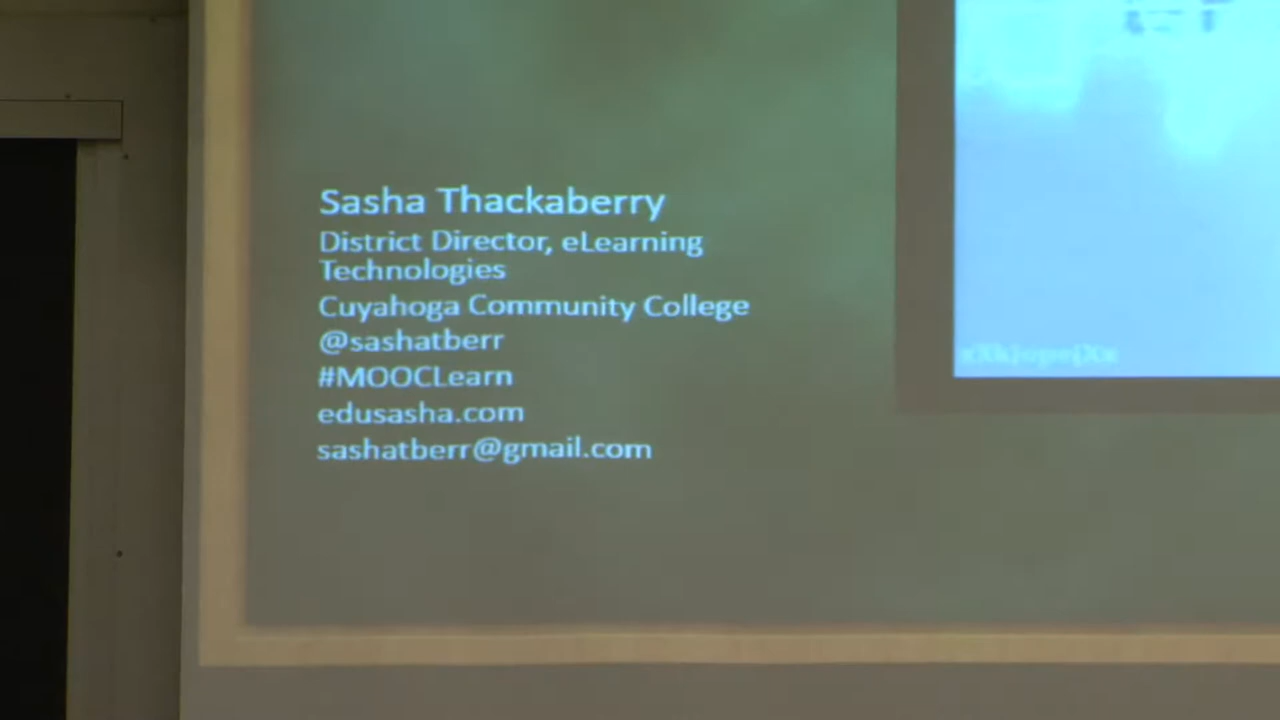 Sasha Thackaberry
District Director, eLearning
Technologies
Cuyahoga Community College
@sashatberr
#MOOCLearn
edusasha.com
sashatberr@gmail.com